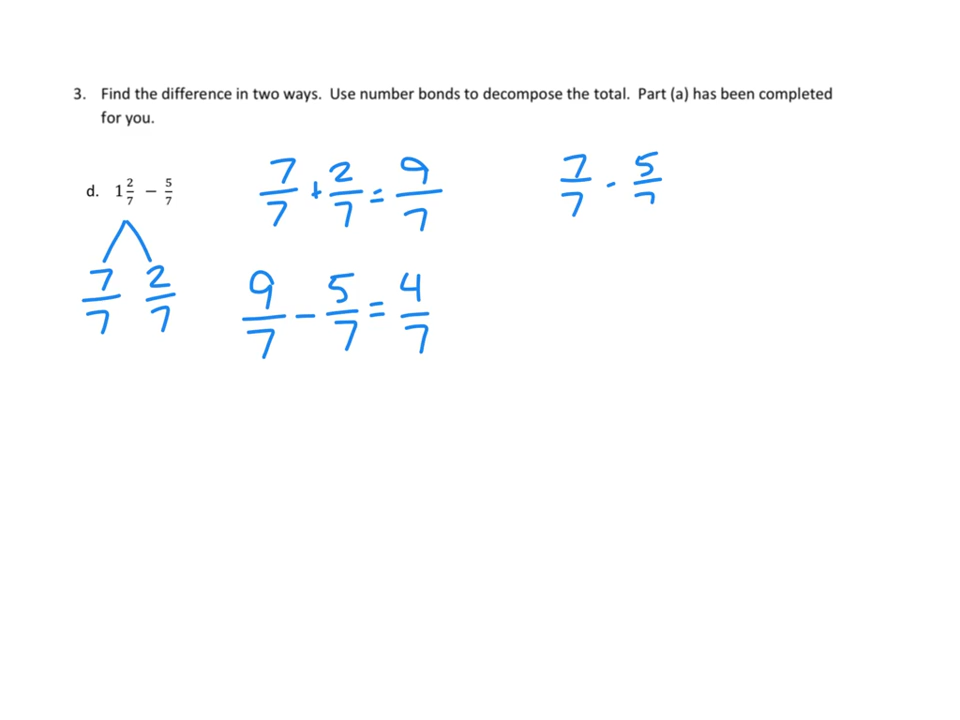 3. Find the difference in two ways. Use number bonds to decompose the total. Part (a) has been completed
for you.
d. 1 2/7 − 5/7
7/7 2/7
7/7 + 2/7 = 9/7
9/7 − 5/7 = 4/7
7/7 - 5/7